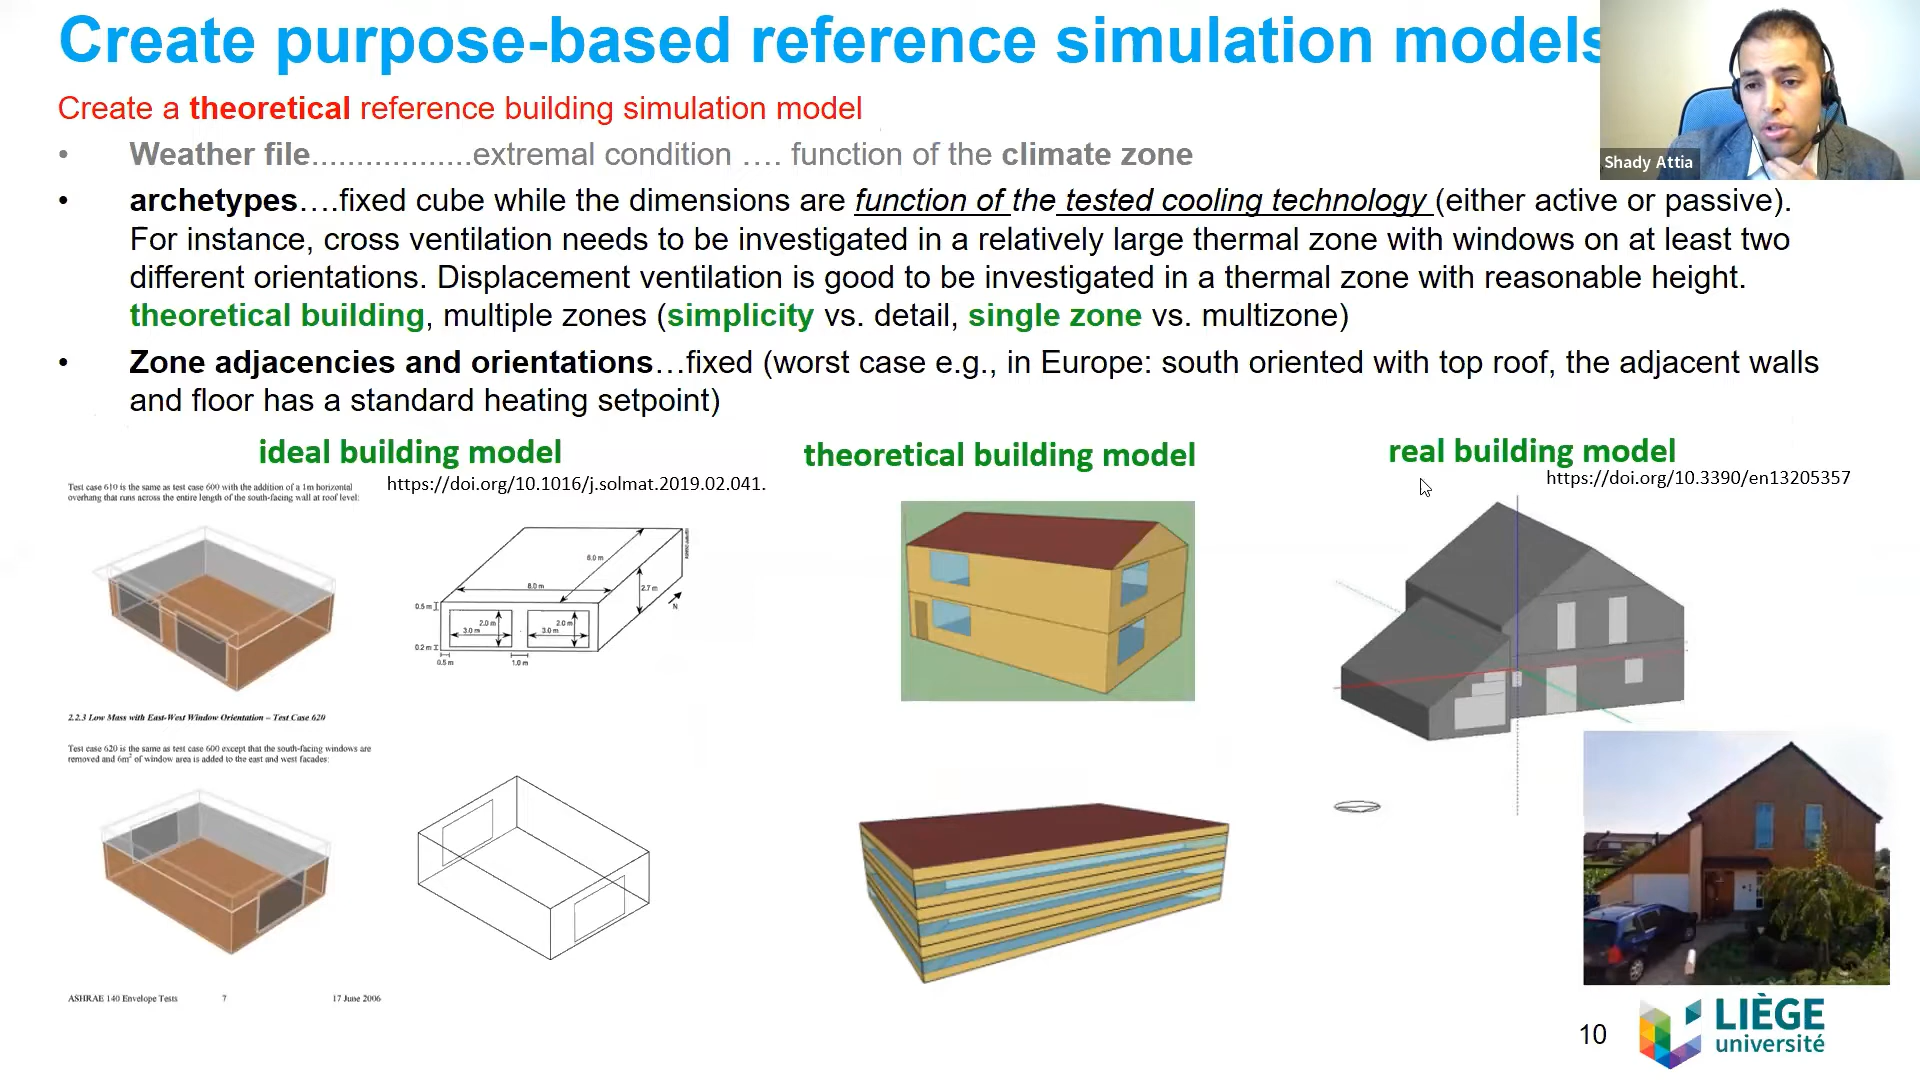 Create purpose-based reference simulation models
Shady Attia
Create a theoretical reference building simulation model
• Weather file..................extremal condition …. function of the climate zone
• archetypes….fixed cube while the dimensions are function of the tested cooling technology (either active or passive).
For instance, cross ventilation needs to be investigated in a relatively large thermal zone with windows on at least two
different orientations. Displacement ventilation is good to be investigated in a thermal zone with reasonable height.
theoretical building, multiple zones (simplicity vs. detail, single zone vs. multizone)
• Zone adjacencies and orientations…fixed (worst case e.g., in Europe: south oriented with top roof, the adjacent walls
and floor has a standard heating setpoint)
ideal building model
https://doi.org/10.1016/j.solmat.2019.02.041.
Test case 610 is the same as test case 600 with the addition of a 1m horizontal
overhang that runs across the entire length of the south-facing wall at roof level:
6.0 m
8.0 m
2.7 m
N
0.5 m
2.0 m
3.0 m
2.0 m
3.0 m
0.2 m
0.5 m
1.0 m
2.2.3 Low Mass with East-West Window Orientation – Test Case 620
Test case 620 is the same as test case 600 except that the south-facing windows are
removed and 6m² of window area is added to the east and west facades:
ASHRAE 140 Envelope Tests 7 17 June 2006
theoretical building model
real building model
https://doi.org/10.3390/en13205357
10
LIÈGE
université